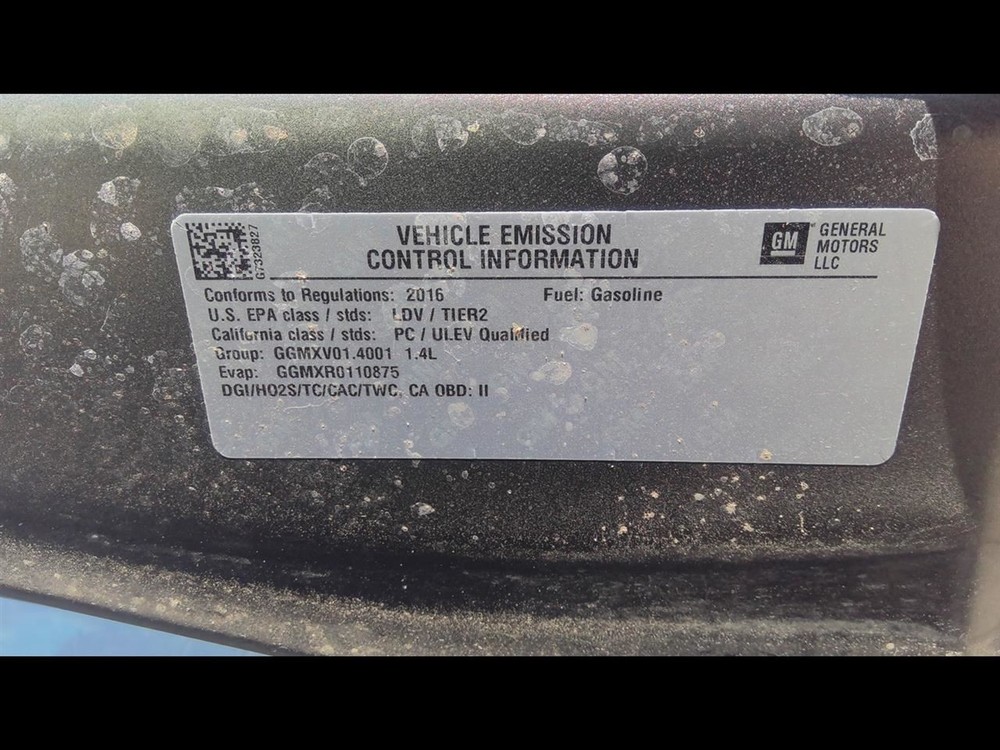 G7323827
VEHICLE EMISSION
CONTROL INFORMATION
GM
GENERAL
MOTORS
LLC
Conforms to Regulations: 2016 Fuel: Gasoline
U.S. EPA class / stds: LDV / TIER2
California class / stds: PC / ULEV Qualified
Group: GGMXV01.4001 1.4L
Evap: GGMXR0110875
DGI/HO2S/TC/CAC/TWC, CA OBD: II